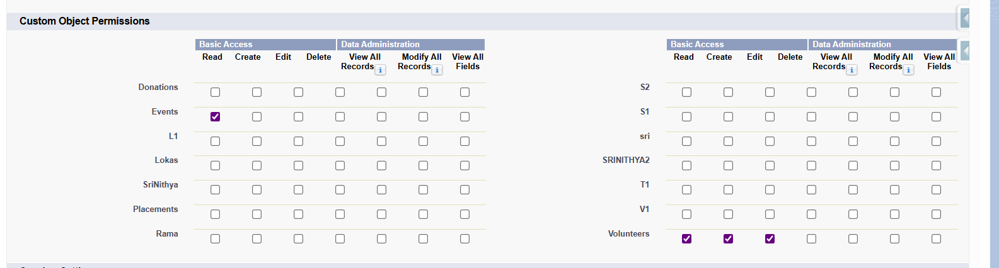 Custom Object Permissions
Basic Access Data Administration Basic Access Data Administration
Read Create Edit Delete View All Records i Modify All Records i View All Fields Read Create Edit Delete View All Records i Modify All Records i View All Fields
Donations S2
Events S1
L1 sri
Lokas SRINITHYA2
SriNithya T1
Placements V1
Rama Volunteers